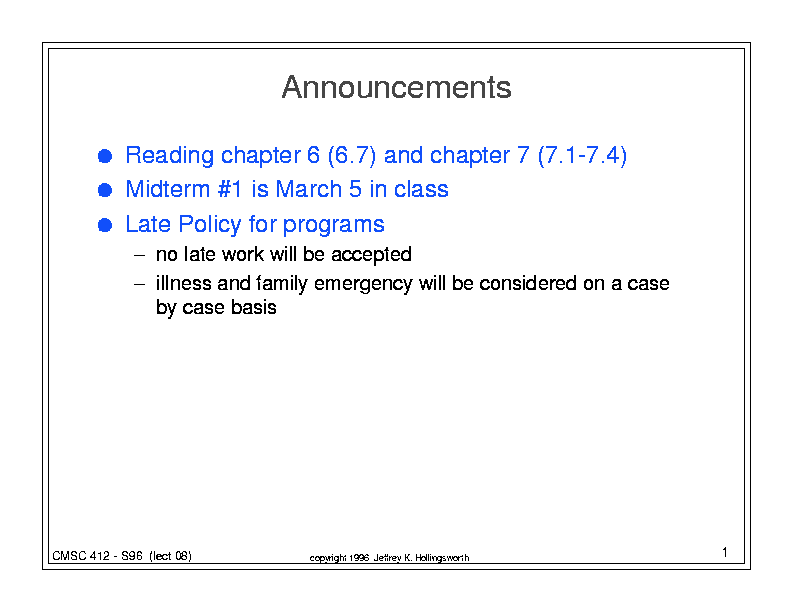 Announcements
● Reading chapter 6 (6.7) and chapter 7 (7.1-7.4)
● Midterm #1 is March 5 in class
● Late Policy for programs
– no late work will be accepted
– illness and family emergency will be considered on a case
by case basis
CMSC 412 - S96 (lect 08)
copyright 1996 Jeffrey K. Hollingsworth
1